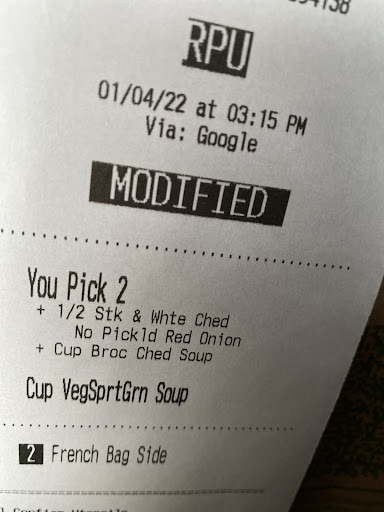 RPU
01/04/22 at 03:15 PM
Via: Google
MODIFIED
You Pick 2
+ 1/2 Stk & Whte Ched
No Pickld Red Onion
+ Cup Broc Ched Soup
Cup VegSprtGrn Soup
2 French Bag Side